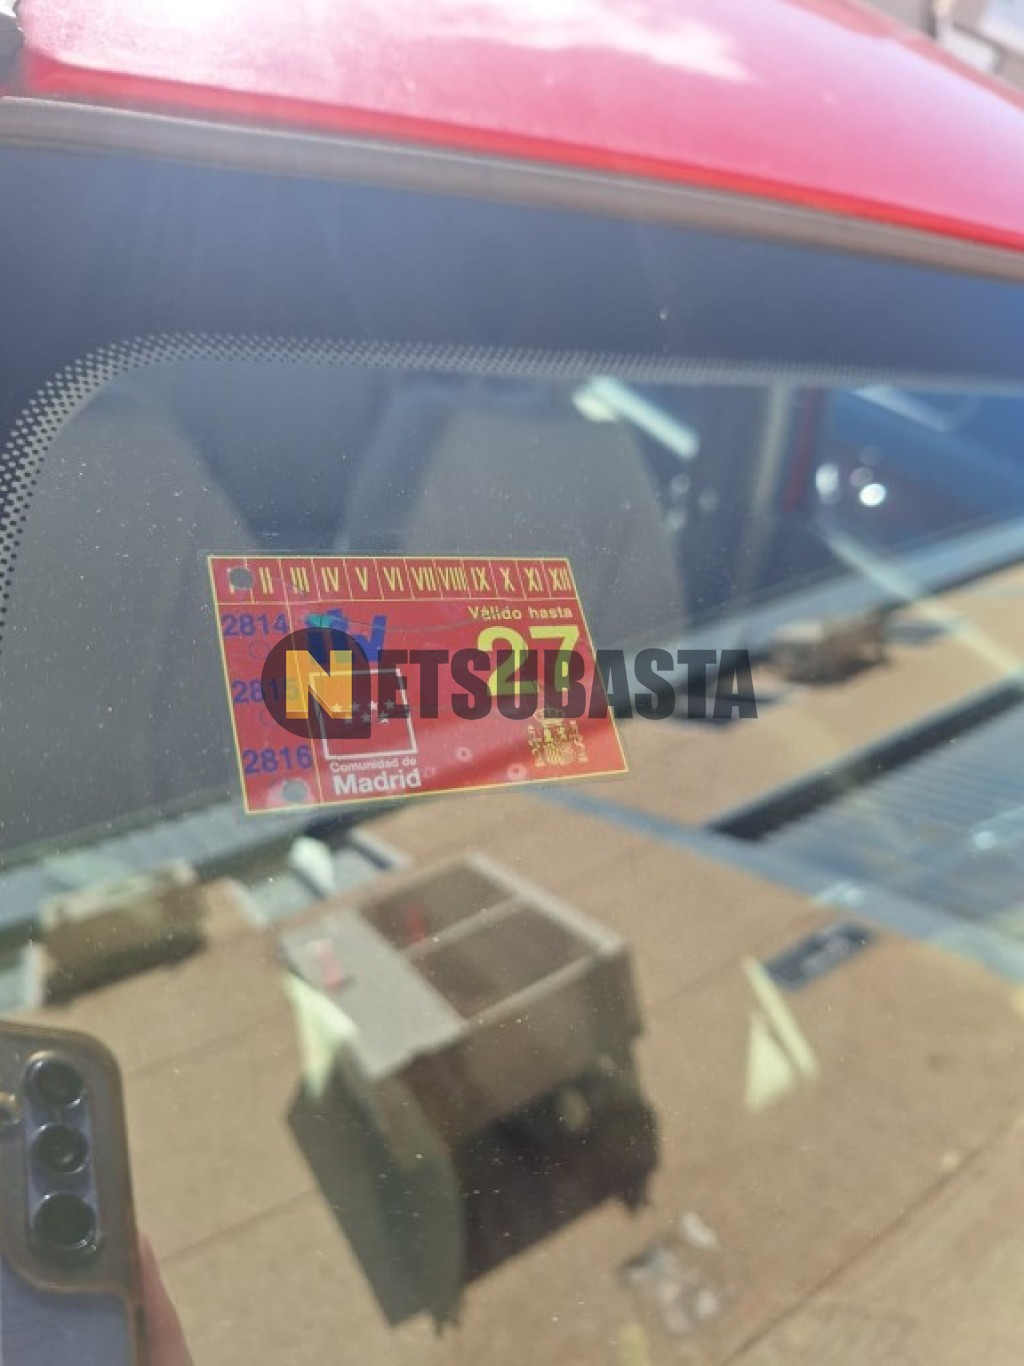 I II III IV V VI VII VIII IX X XI XII
2814 itv Válido hasta
27
2815
NETSUBASTA
2816
Comunidad de
Madrid